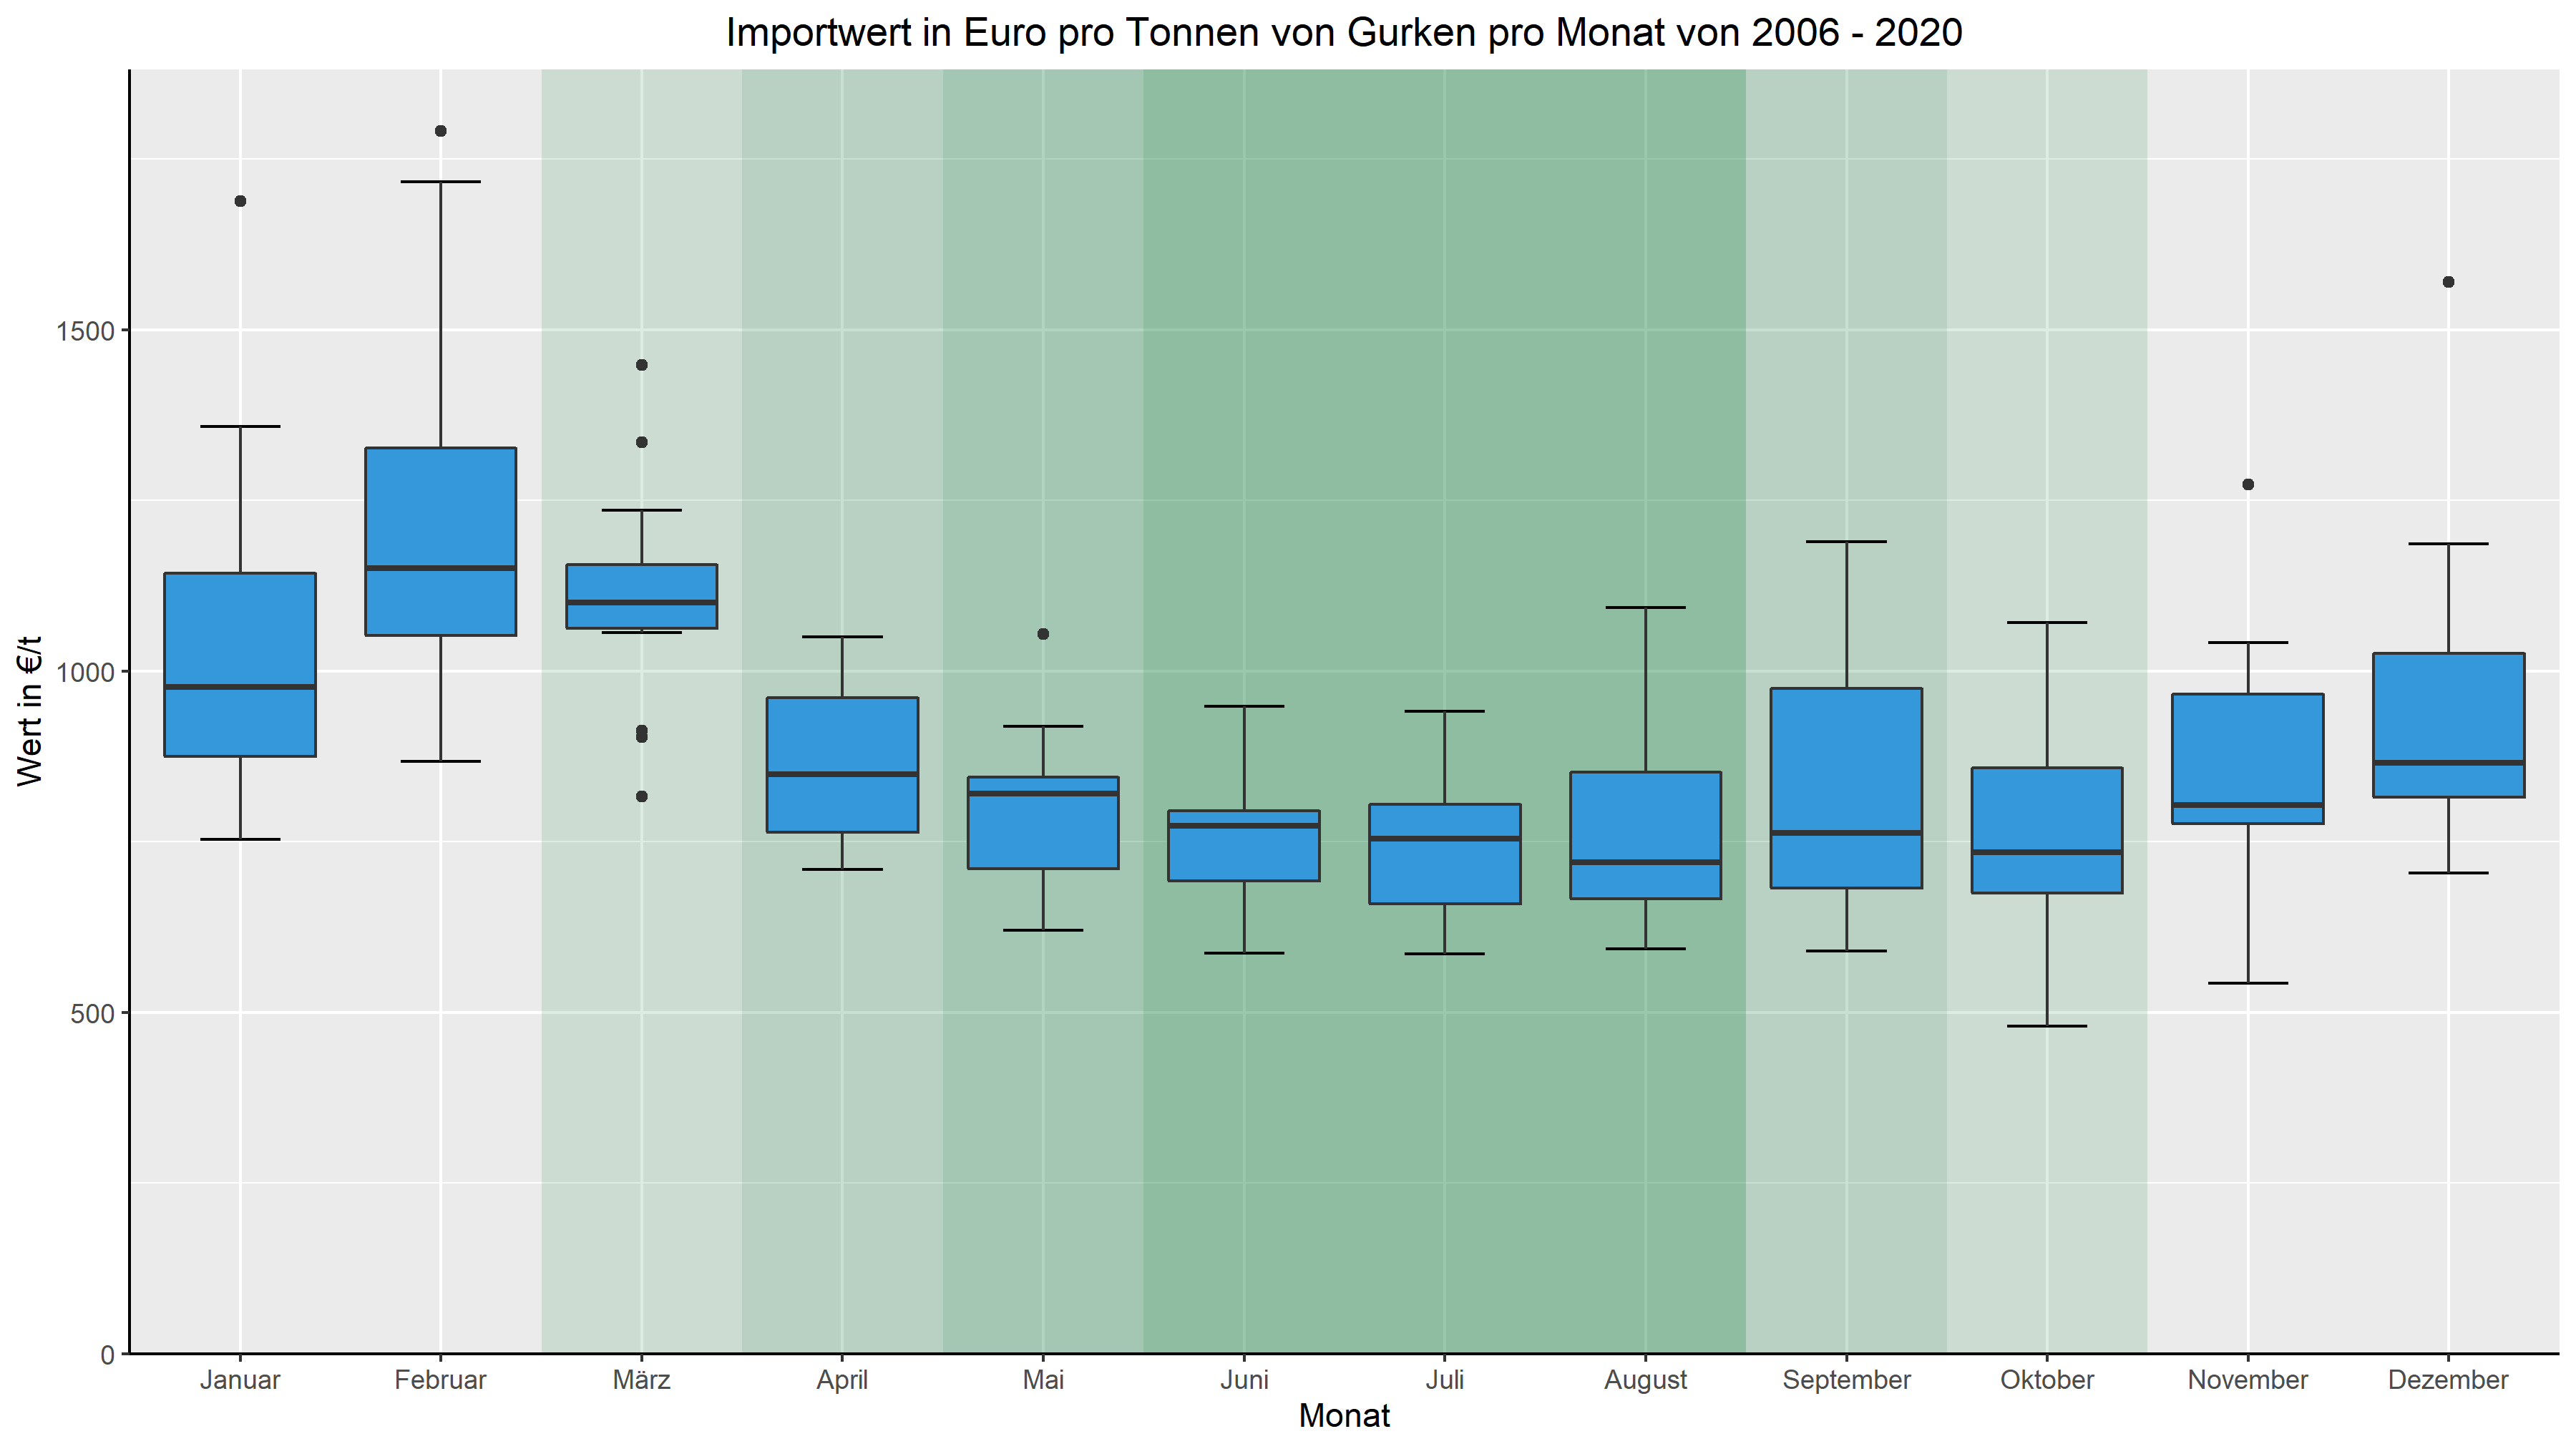 Importwert in Euro pro Tonnen von Gurken pro Monat von 2006 - 2020
Wert in €/t
1500
1000
500
0
Januar Februar März April Mai Juni Juli August September Oktober November Dezember
Monat